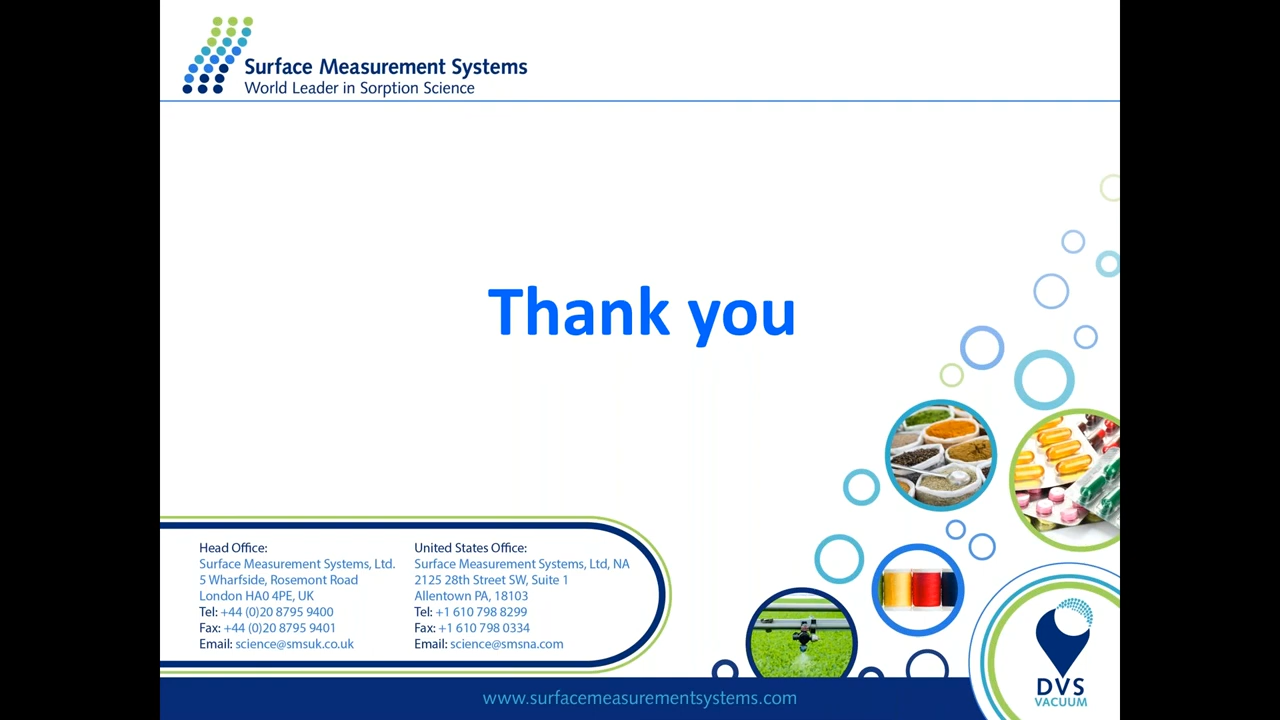 Surface Measurement Systems
World Leader in Sorption Science
Thank you
Head Office:
Surface Measurement Systems, Ltd.
5 Wharfside, Rosemont Road
London HA0 4PE, UK
Tel: +44 (0)20 8795 9400
Fax: +44 (0)20 8795 9401
Email: science@smsuk.co.uk
United States Office:
Surface Measurement Systems, Ltd, NA
2125 28th Street SW, Suite 1
Allentown PA, 18103
Tel: +1 610 798 8299
Fax: +1 610 798 0334
Email: science@smsna.com
DVS
VACUUM
www.surfacemeasurementsystems.com